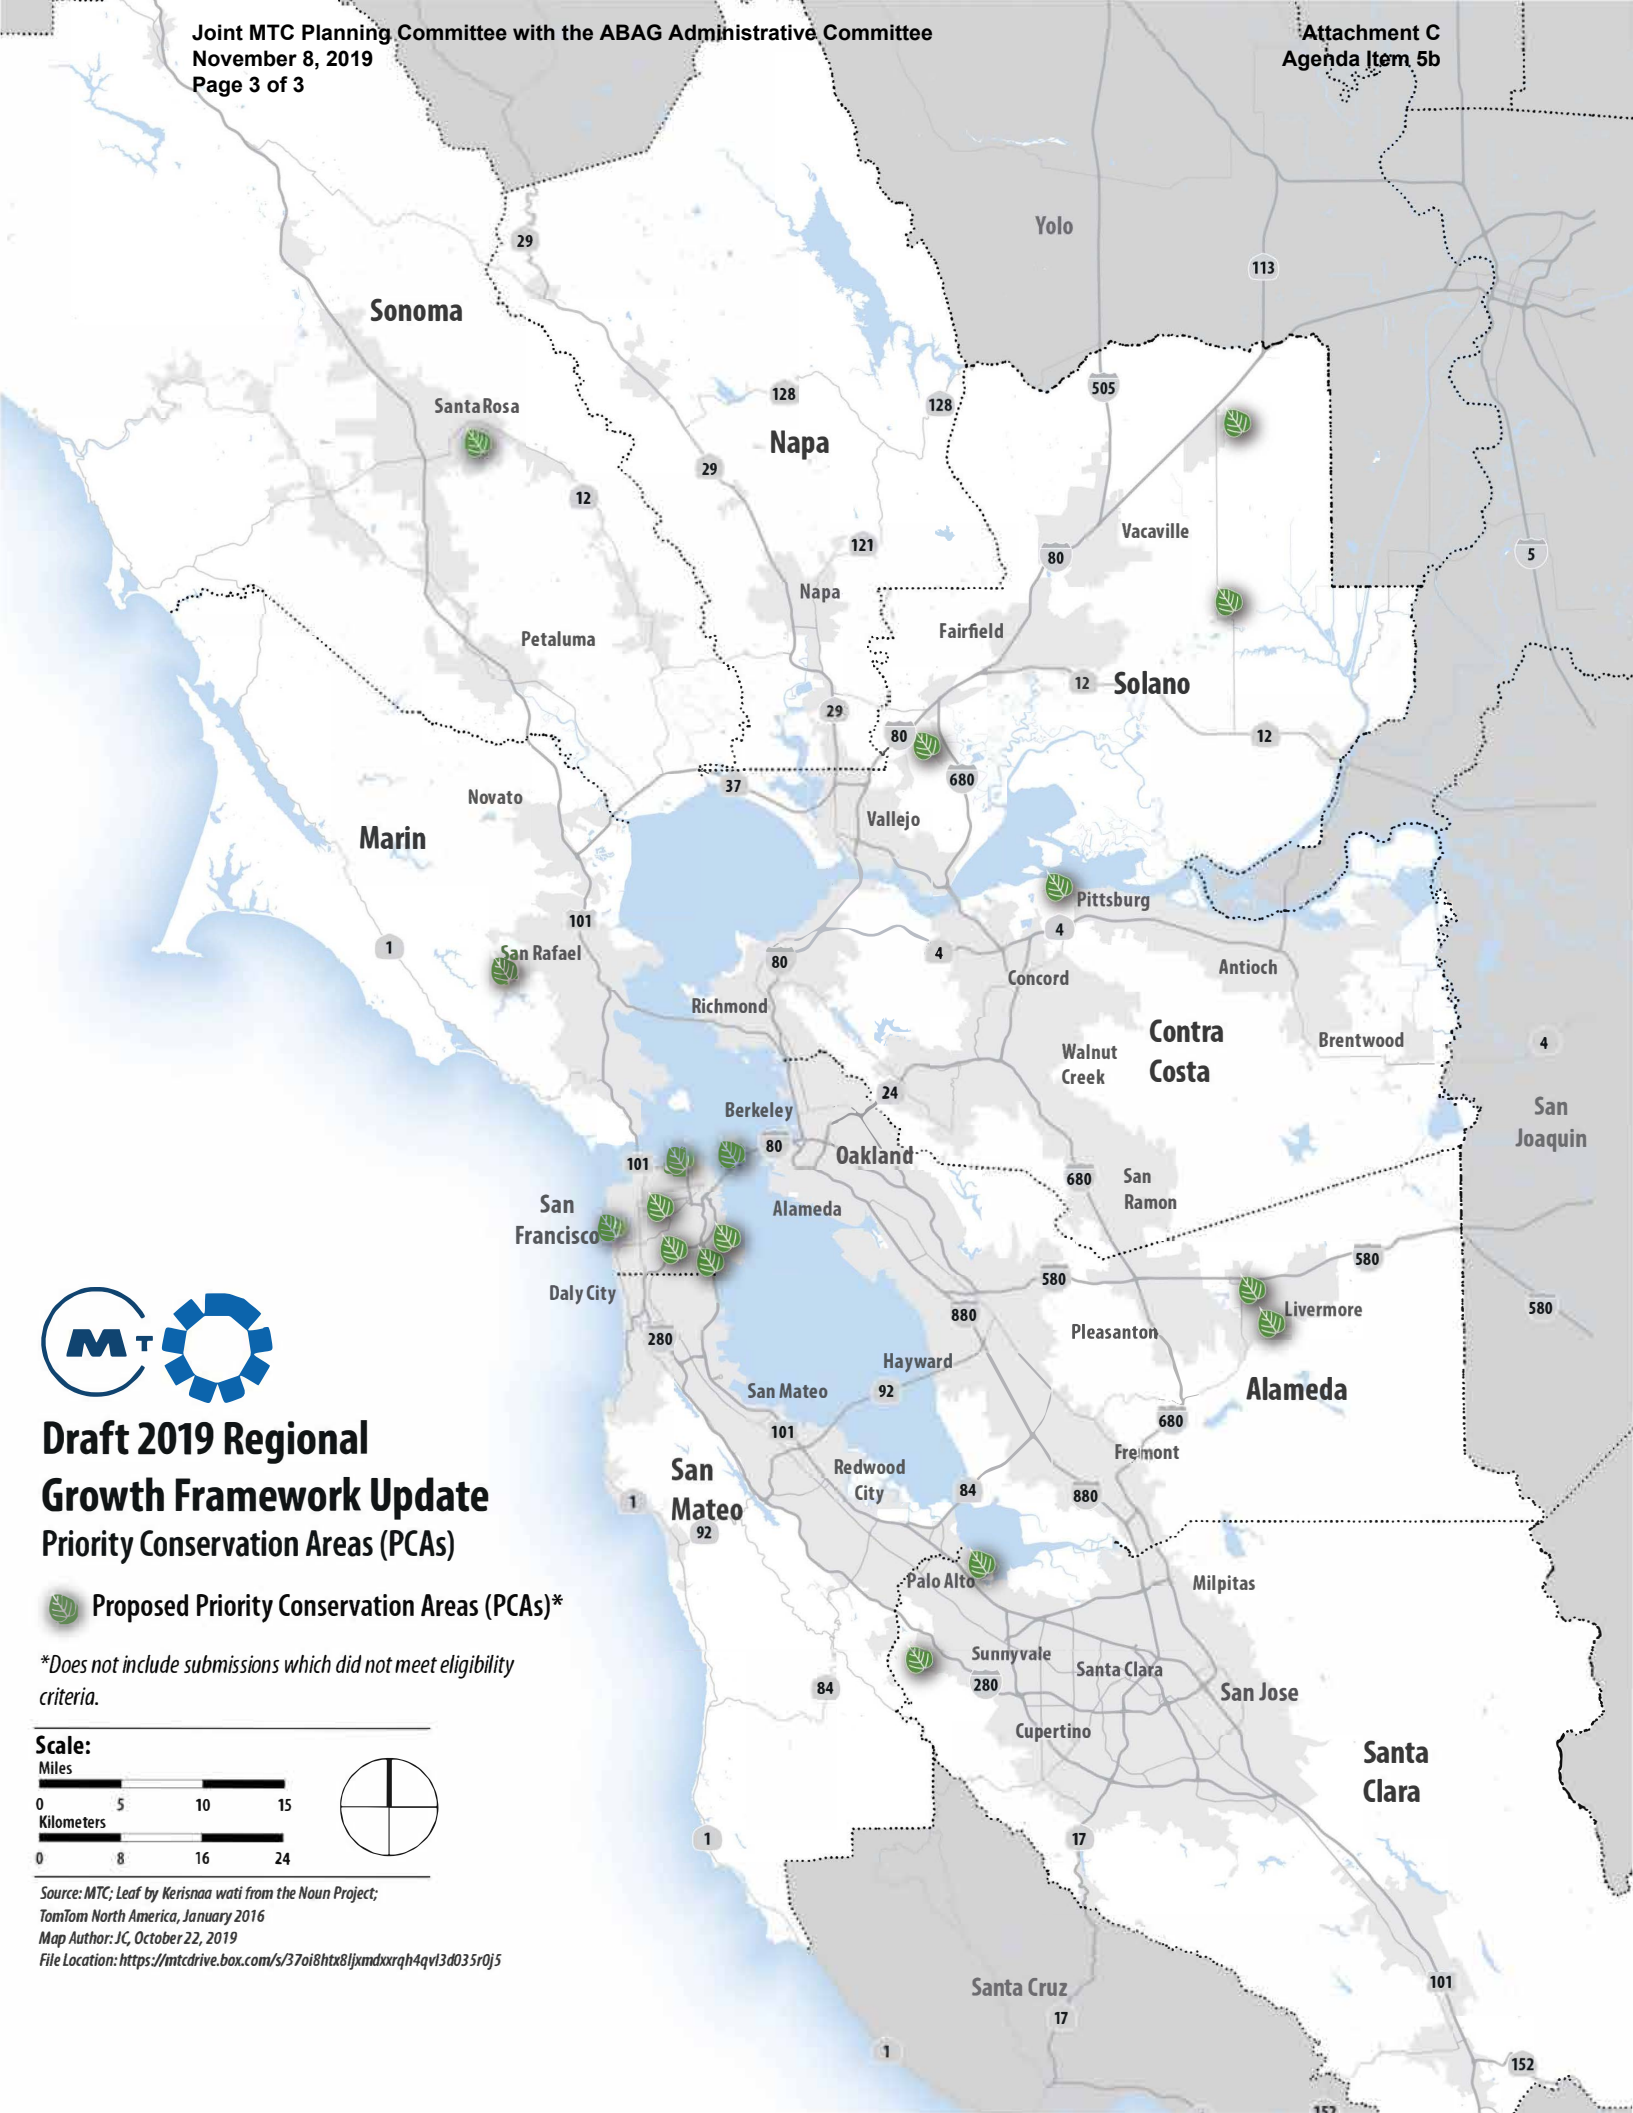 Joint MTC Planning Committee with the ABAG Administrative Committee
November 8, 2019
Page 3 of 3
Attachment C
Agenda Item 5b
Yolo
29
113
Sonoma
505
128
128
Santa Rosa
Napa
29
12
Vacaville
121
80
5
Napa
Fairfield
Petaluma
12
Solano
29
80
12
680
37
Novato
Vallejo
Marin
Pittsburg
101
4
1
San Rafael
80
4
Antioch
Concord
Richmond
Contra
Costa
Brentwood
4
Walnut
Creek
24
Berkeley
San
Joaquin
80
Oakland
101
680
San
Ramon
San
Francisco
Alameda
580
580
Daly City
580
Livermore
880
280
Pleasanton
Hayward
San Mateo
92
Alameda
101
680
Fremont
San
Mateo
Redwood
City
84
880
1
92
Palo Alto
Milpitas
Sunnyvale
Santa Clara
280
84
San Jose
Cupertino
Santa
Clara
1
17
101
Santa Cruz
17
1
152
152
M T
Draft 2019 Regional
Growth Framework Update
Priority Conservation Areas (PCAs)
Proposed Priority Conservation Areas (PCAs)*
*Does not include submissions which did not meet eligibility
criteria.
Scale:
Miles
0 5 10 15
Kilometers
0 8 16 24
Source: MTC; Leaf by Kerisnaa wati from the Noun Project;
TomTom North America, January 2016
Map Author: JC, October 22, 2019
File Location: https://mtcdrive.box.com/s/37oi8htx8ljxmdxxrqh4qvl3d035r0j5